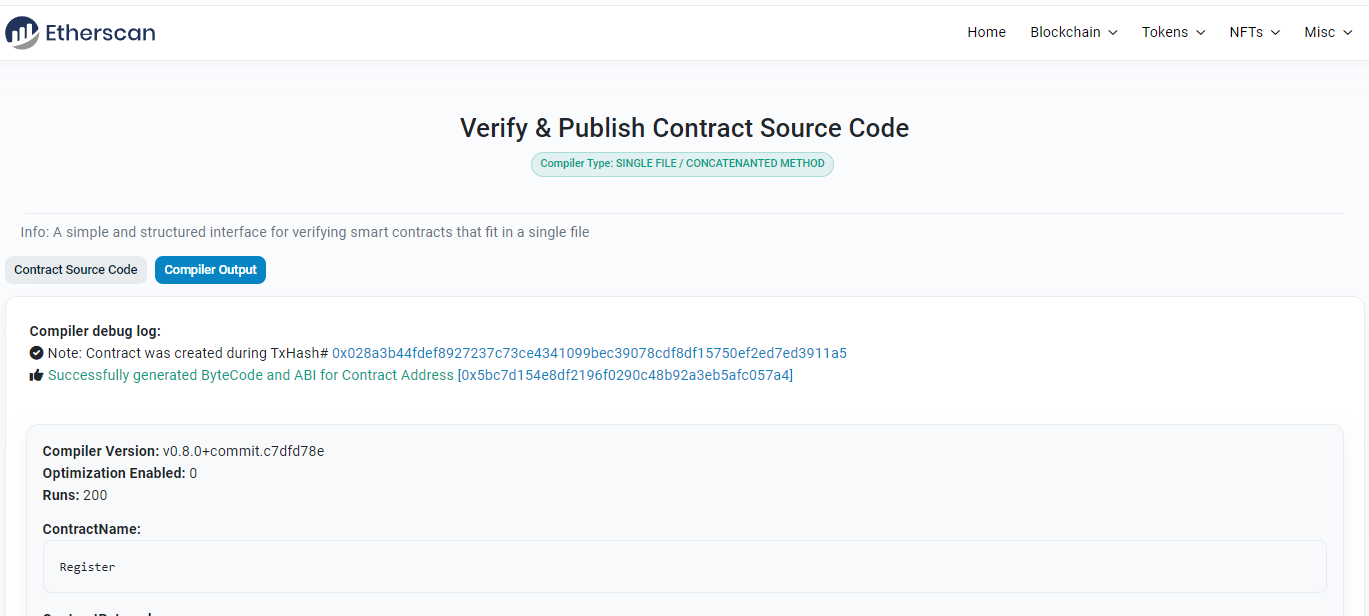 Etherscan
Home Blockchain Tokens NFTs Misc
Verify & Publish Contract Source Code
Compiler Type: SINGLE FILE / CONCATENANTED METHOD
Info: A simple and structured interface for verifying smart contracts that fit in a single file
Contract Source Code Compiler Output
Compiler debug log:
Note: Contract was created during TxHash# 0x028a3b44fdef8927237c73ce4341099bec39078cdf8df15750ef2ed7ed3911a5
Successfully generated ByteCode and ABI for Contract Address [0x5bc7d154e8df2196f0290c48b92a3eb5afc057a4]
Compiler Version: v0.8.0+commit.c7dfd78e
Optimization Enabled: 0
Runs: 200
ContractName:
Register